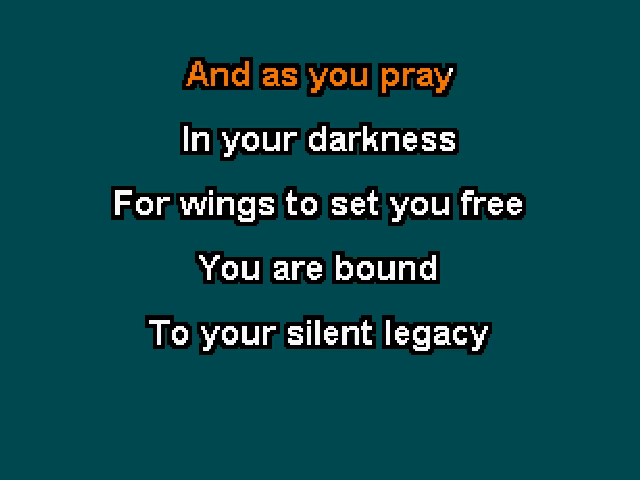 And as you pray
In your darkness
For wings to set you free
You are bound
To your silent legacy